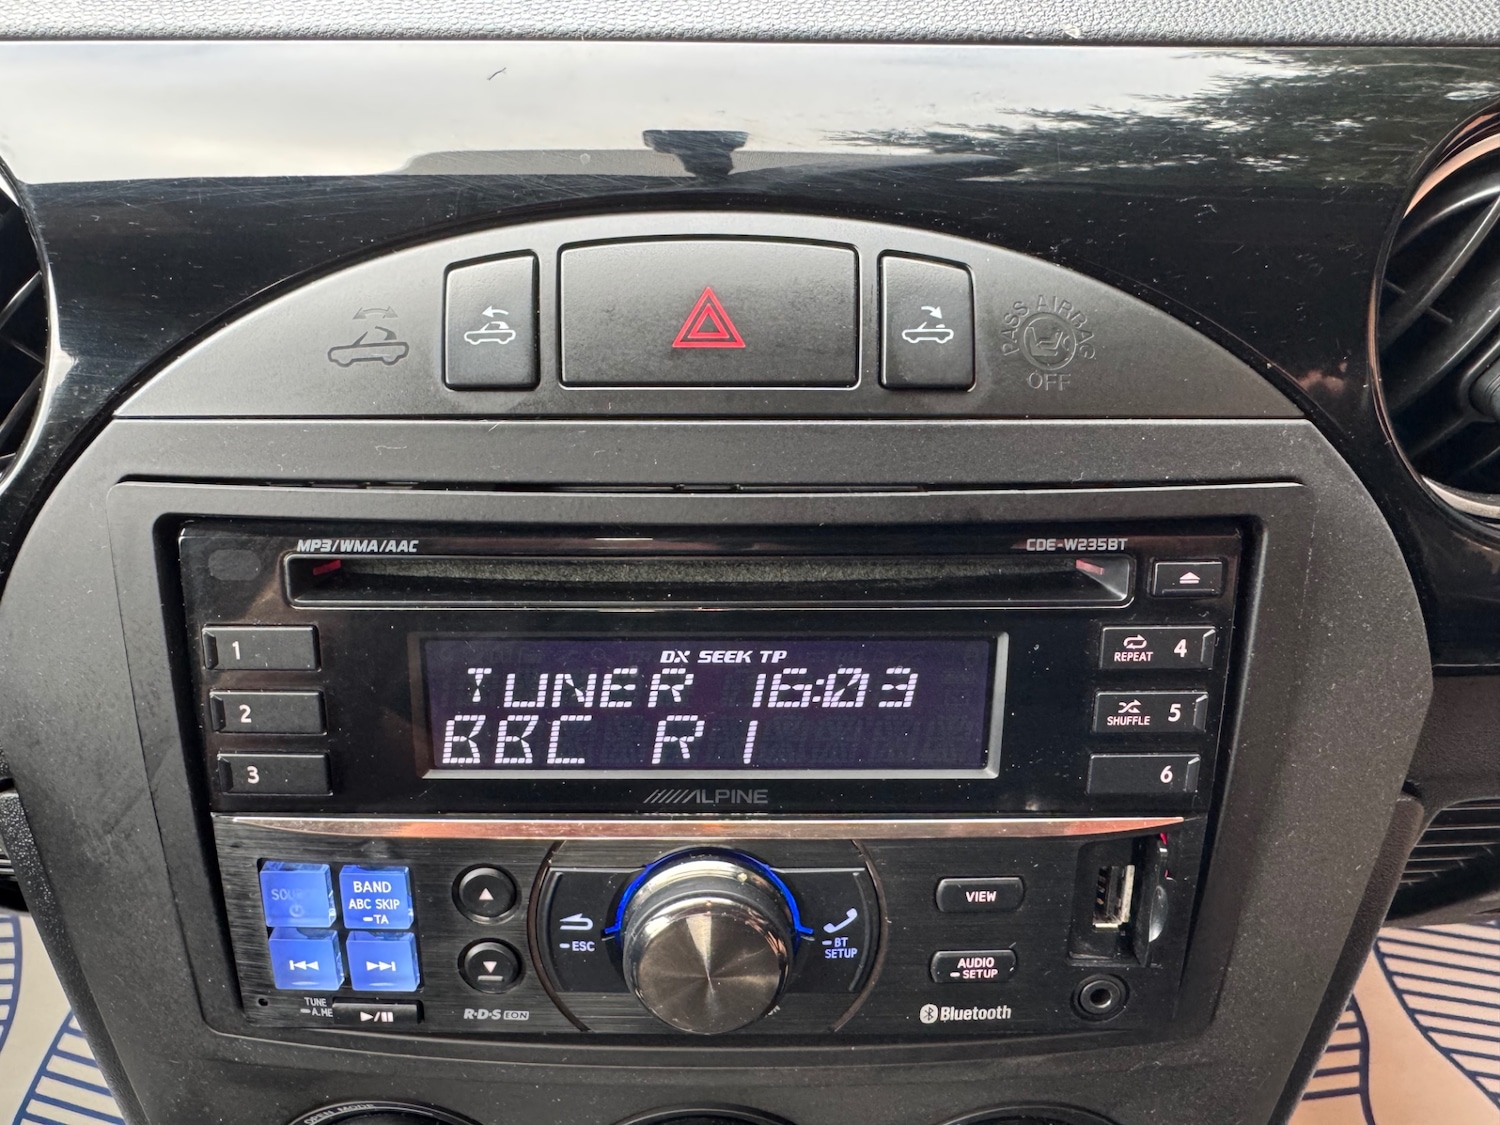 PASS AIRBAG
OFF
MP3/WMA/AAC
CDE-W235BT
1
2
3
DX SEEK TP
TUNER 16:03
BBC R1
REPEAT 4
SHUFFLE 5
6
ALPINE
BAND
ABC SKIP
TA
TUNE
A.ME
R·D·S EON
ESC
BT
SETUP
VIEW
AUDIO
SETUP
Bluetooth
OPEN MODE